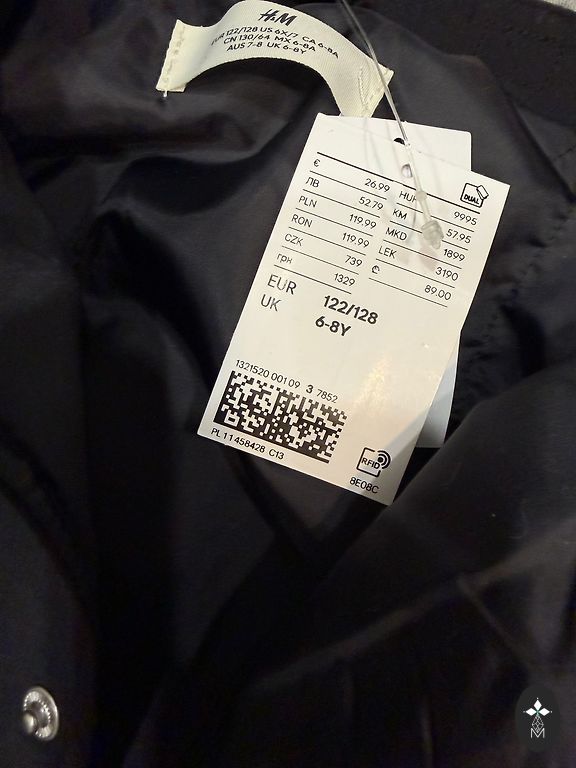 H&M
EUR 122/128 US 6X/7 CA 6-8A
CN 130/64 MX 6-8A
AUS 7-8 UK 6-8Y
DUAL
€ 26,99 HUF 9995
ЛВ 52.79 KM 57,95
PLN 119,99 MKD 1899
RON 119,99 LEK 3190
CZK 739 ₾ 89.00
грн 1329
EUR 122/128
UK 6-8Y
1321520 001 09 3 7852
PL 1 1 458428 C13
RFID
8E08C
M